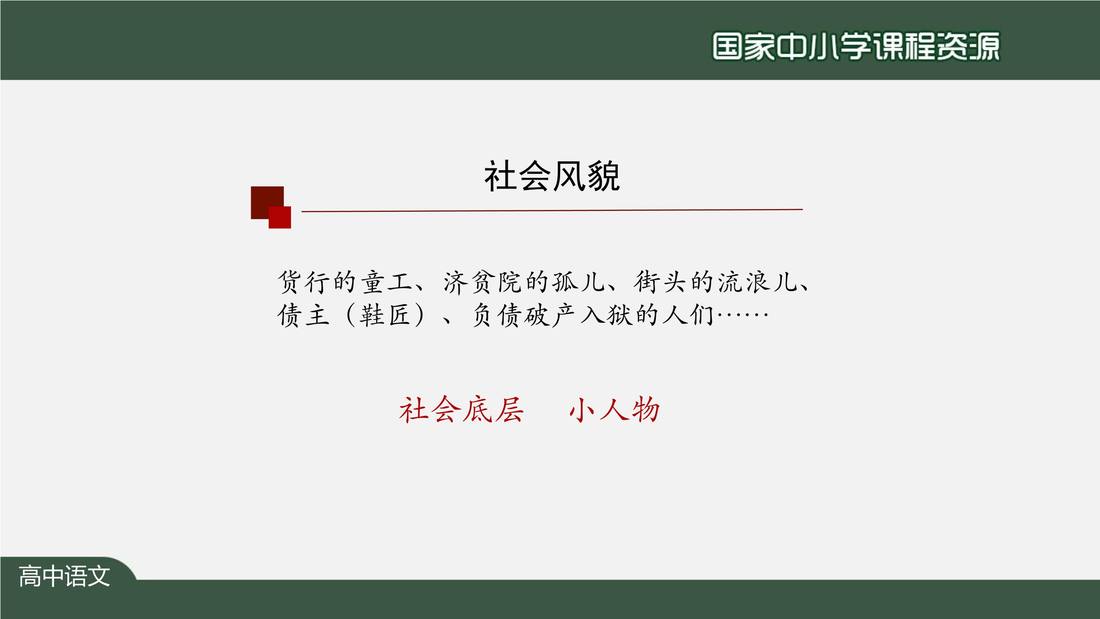 国家中小学课程资源
社会风貌
货行的童工、济贫院的孤儿、街头的流浪儿、
债主（鞋匠）、负债破产入狱的人们……
社会底层 小人物
高中语文